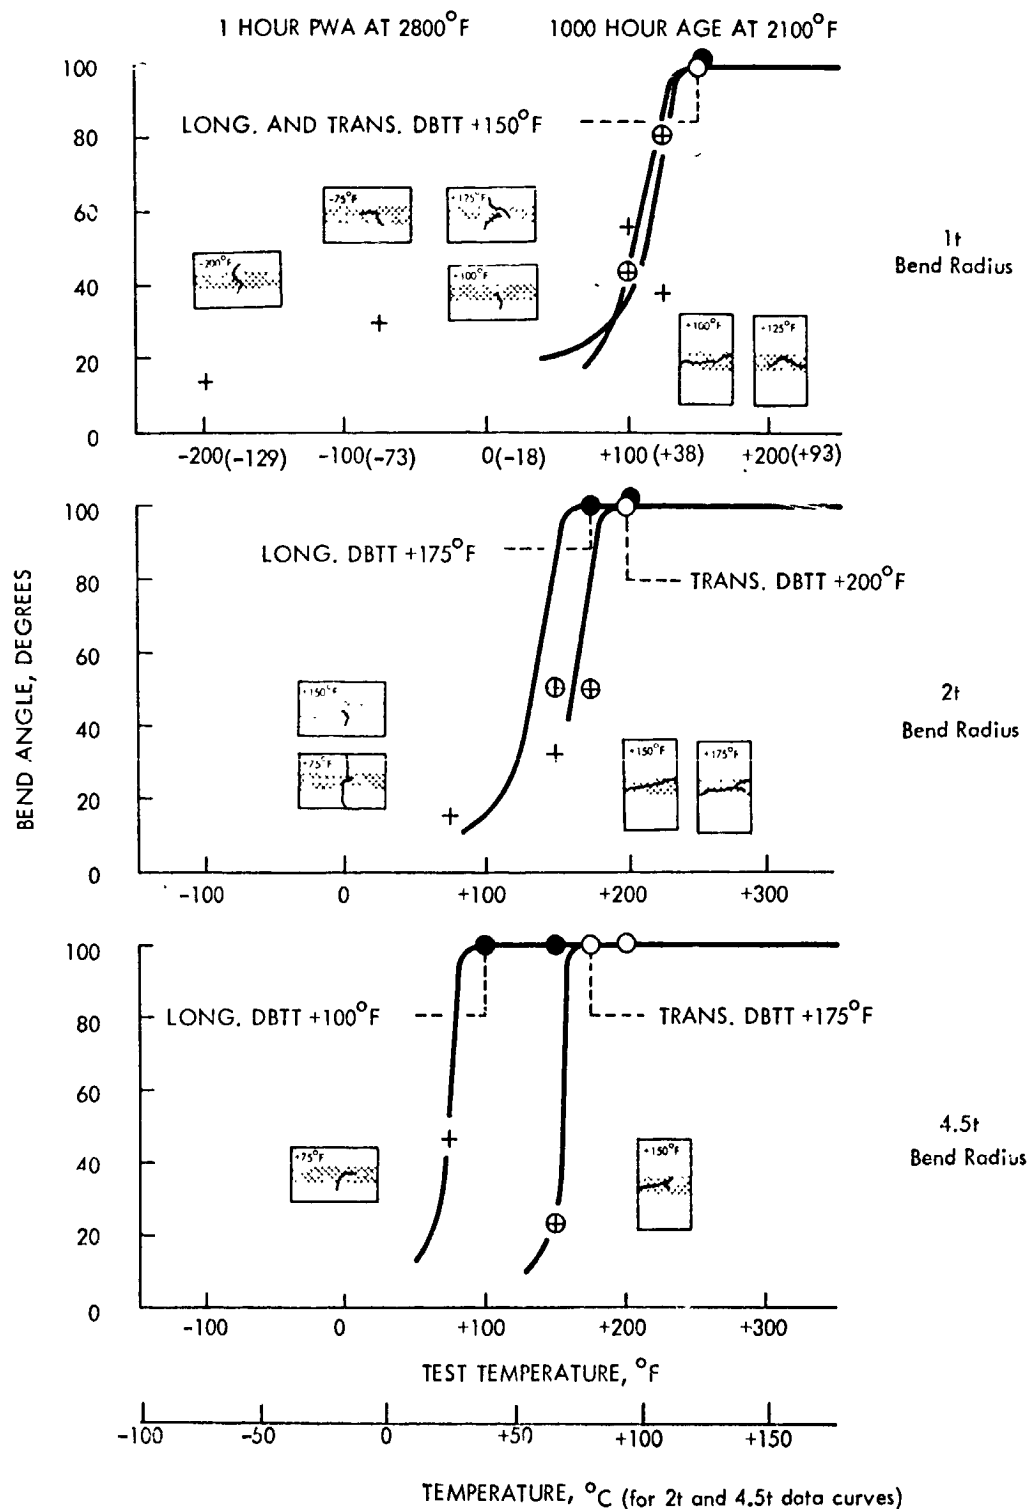 1 HOUR PWA AT 2800°F 1000 HOUR AGE AT 2100°F
100
80
60
40
20
0
LONG. AND TRANS. DBTT +150°F
-75°F
+175°F
-200°F
+100°F
+100°F
+125°F
1t
Bend Radius
-200(-129) -100(-73) 0(-18) +100(+38) +200(+93)
100
80
60
40
20
0
LONG. DBTT +175°F
TRANS. DBTT +200°F
+150°F
+75°F
+150°F
+175°F
2t
Bend Radius
-100 0 +100 +200 +300
BEND ANGLE, DEGREES
100
80
60
40
20
0
LONG. DBTT +100°F
TRANS. DBTT +175°F
+75°F
+150°F
4.5t
Bend Radius
-100 0 +100 +200 +300
TEST TEMPERATURE, °F
-100 -50 0 +50 +100 +150
TEMPERATURE, °C (for 2t and 4.5t data curves)